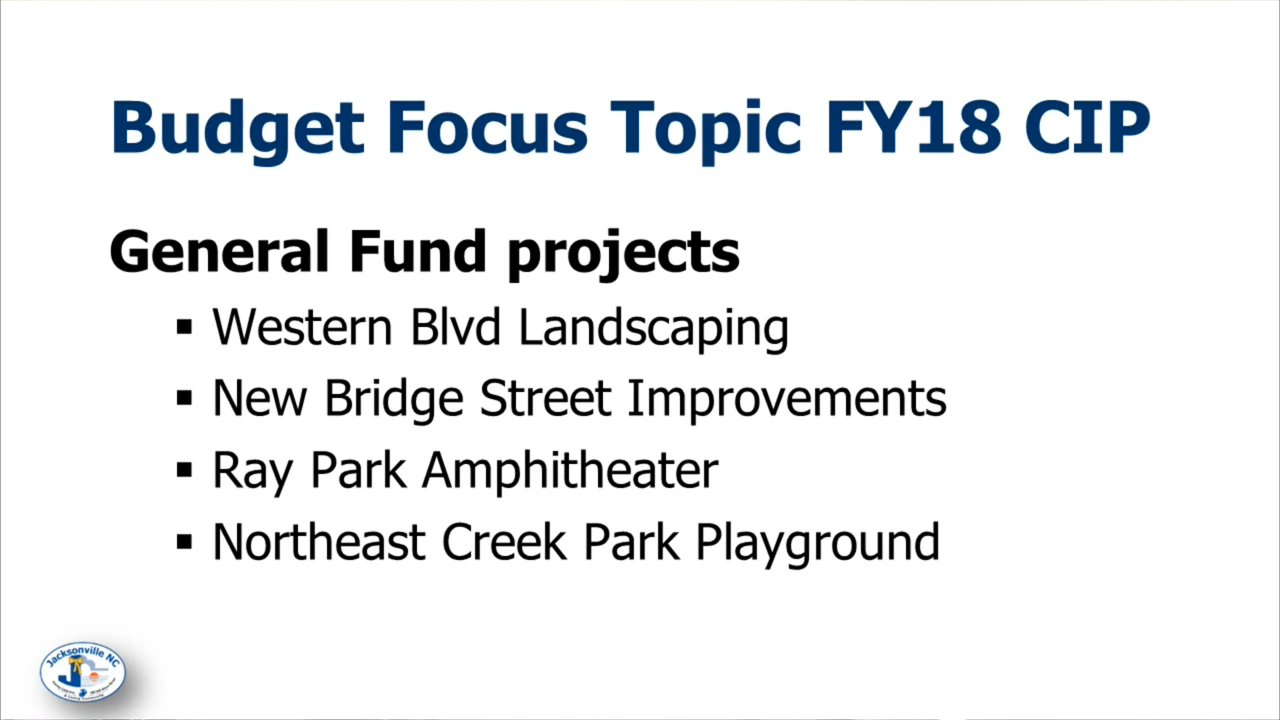 Budget Focus Topic FY18 CIP
General Fund projects
▪ Western Blvd Landscaping
▪ New Bridge Street Improvements
▪ Ray Park Amphitheater
▪ Northeast Creek Park Playground
Jacksonville NC